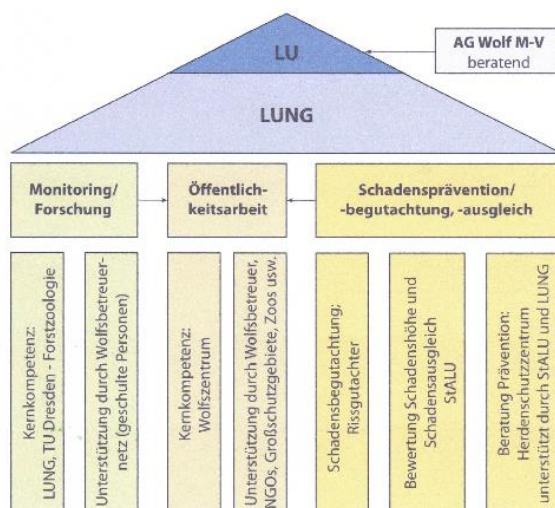 LU
AG Wolf M-V
beratend
LUNG
Monitoring/
Forschung
Öffentlich-
keitsarbeit
Schadensprävention/
-begutachtung, -ausgleich
Kernkompetenz:
LUNG, TU Dresden - Forstzoologie
Unterstützung durch Wolfsbetreuer-
netz (geschulte Personen)
Kernkompetenz:
Wolfszentrum
Unterstützung durch Wolfsbetreuer,
NGOs, Großschutzgebiete, Zoos usw.
Schadensbegutachtung:
Rissgutachter
Bewertung Schadenshöhe und
Schadensausgleich
StALU
Beratung Prävention:
Herdenschutzzentrum
unterstützt durch StALU und LUNG